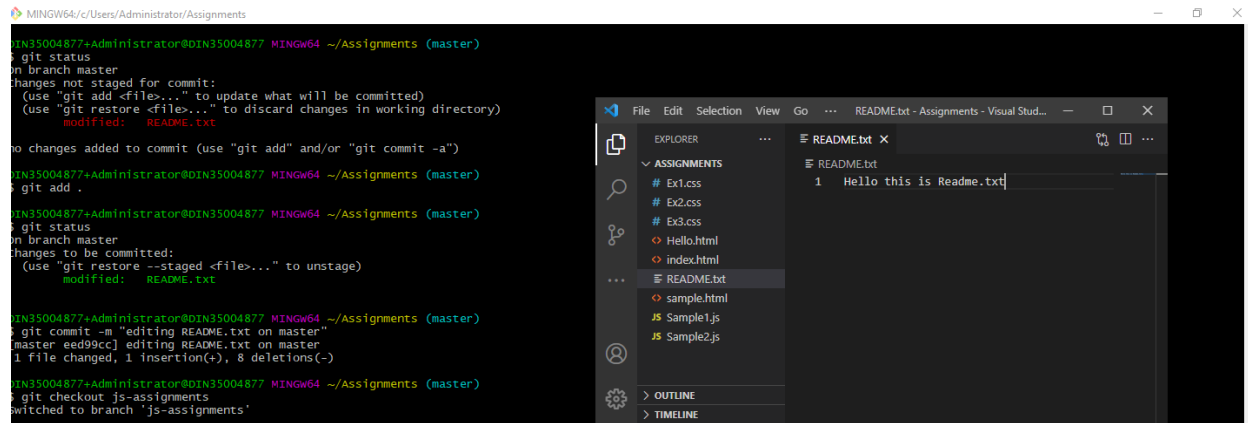 MINGW64:/c/Users/Administrator/Assignments
DIN35004877+Administrator@DIN35004877 MINGW64 ~/Assignments (master)
$ git status
On branch master
Changes not staged for commit:
(use "git add <file>..." to update what will be committed)
(use "git restore <file>..." to discard changes in working directory)
modified: README.txt
no changes added to commit (use "git add" and/or "git commit -a")
DIN35004877+Administrator@DIN35004877 MINGW64 ~/Assignments (master)
$ git add .
DIN35004877+Administrator@DIN35004877 MINGW64 ~/Assignments (master)
$ git status
On branch master
Changes to be committed:
(use "git restore --staged <file>..." to unstage)
modified: README.txt
DIN35004877+Administrator@DIN35004877 MINGW64 ~/Assignments (master)
$ git commit -m "editing README.txt on master"
[master eed99cc] editing README.txt on master
1 file changed, 1 insertion(+), 8 deletions(-)
DIN35004877+Administrator@DIN35004877 MINGW64 ~/Assignments (master)
$ git checkout js-assignments
Switched to branch 'js-assignments'
File Edit Selection View Go ... README.txt - Assignments - Visual Stud...
EXPLORER
ASSIGNMENTS
# Ex1.css
# Ex2.css
# Ex3.css
<> Hello.html
<> index.html
README.txt
<> sample.html
JS Sample1.js
JS Sample2.js
> OUTLINE
> TIMELINE
README.txt
README.txt
1 Hello this is Readme.txt